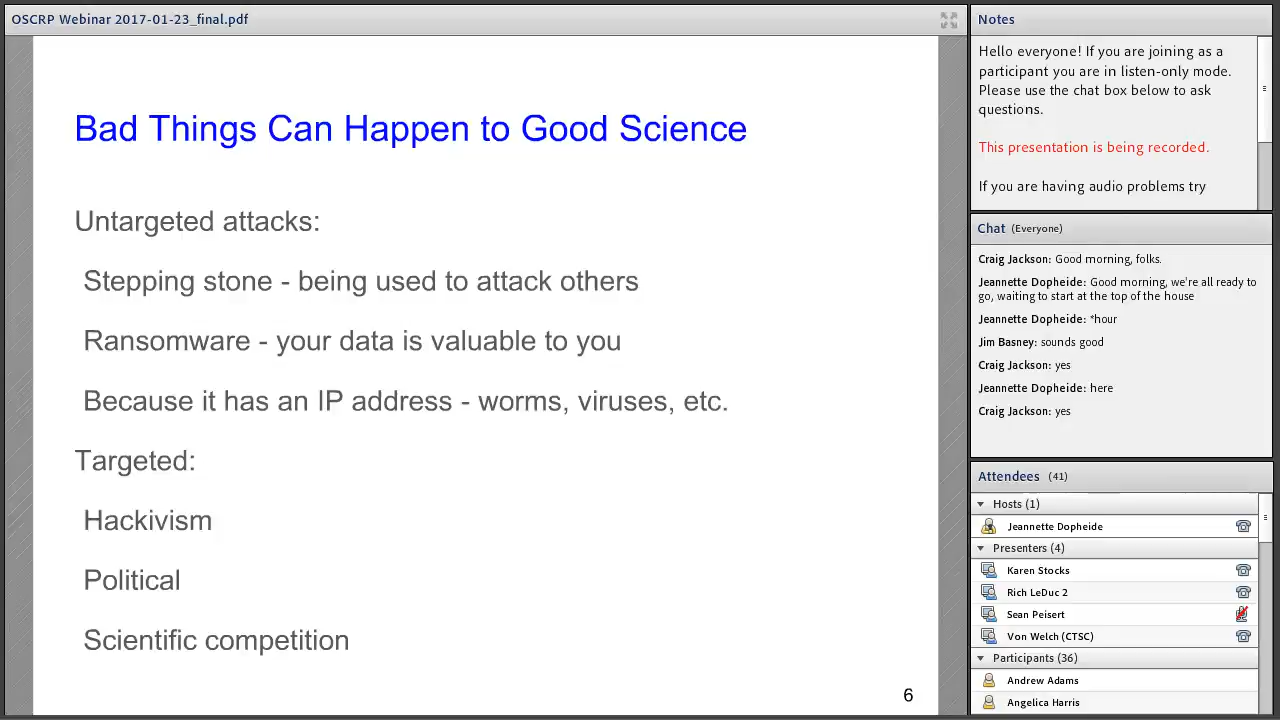 OSCRP Webinar 2017-01-23_final.pdf
Bad Things Can Happen to Good Science
Untargeted attacks:
Stepping stone - being used to attack others
Ransomware - your data is valuable to you
Because it has an IP address - worms, viruses, etc.
Targeted:
Hackivism
Political
Scientific competition
6
Notes
Hello everyone! If you are joining as a
participant you are in listen-only mode.
Please use the chat box below to ask
questions.
This presentation is being recorded.
If you are having audio problems try
Chat (Everyone)
Craig Jackson: Good morning, folks.
Jeannette Dopheide: Good morning, we're all ready to
go, waiting to start at the top of the house
Jeannette Dopheide: *hour
Jim Basney: sounds good
Craig Jackson: yes
Jeannette Dopheide: here
Craig Jackson: yes
Attendees (41)
Hosts (1)
Jeannette Dopheide
Presenters (4)
Karen Stocks
Rich LeDuc 2
Sean Peisert
Von Welch (CTSC)
Participants (36)
Andrew Adams
Angelica Harris